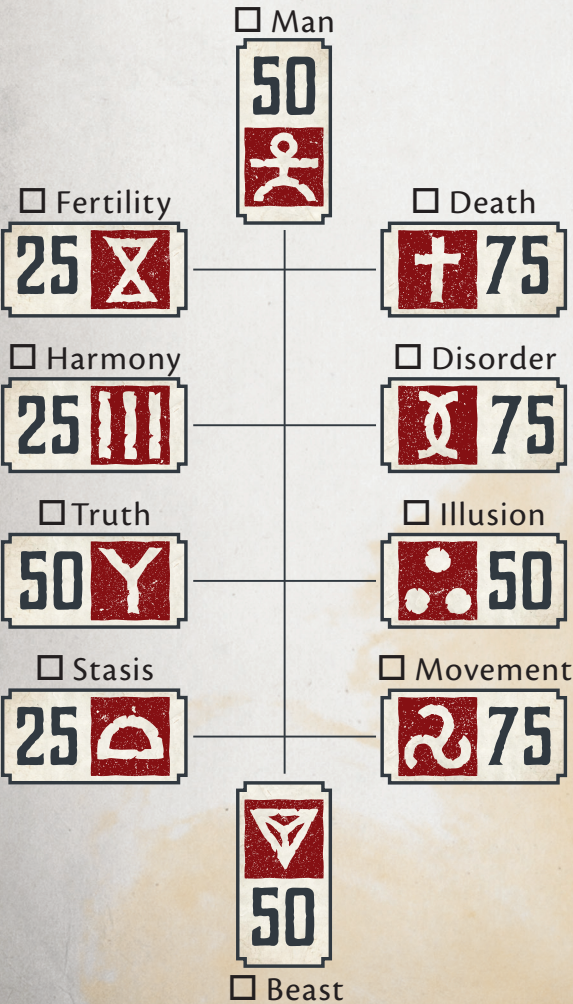 Man
50
Fertility Death
25 75
Harmony Disorder
25 75
Truth Illusion
50 50
Stasis Movement
25 75
50
Beast